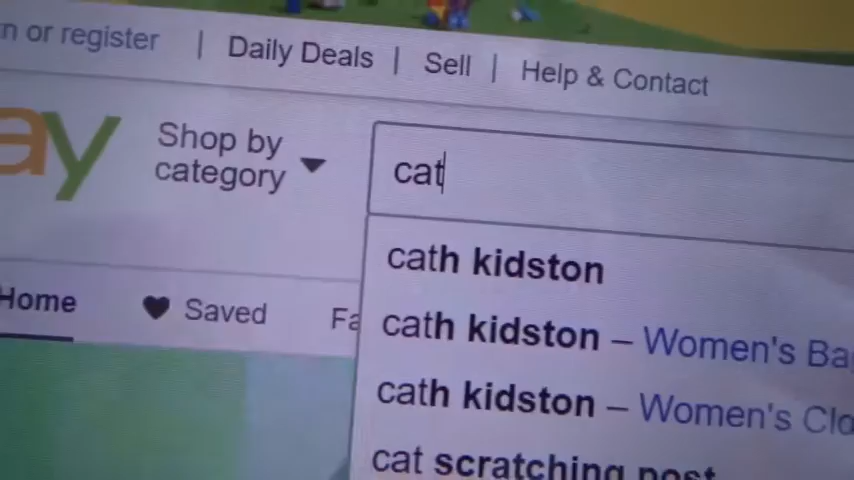 n or register | Daily Deals | Sell | Help & Contact
ay
Shop by
category
cat
cath kidston
cath kidston – Women's Ba
cath kidston – Women's Clo
cat scratching post
Home Saved Fa